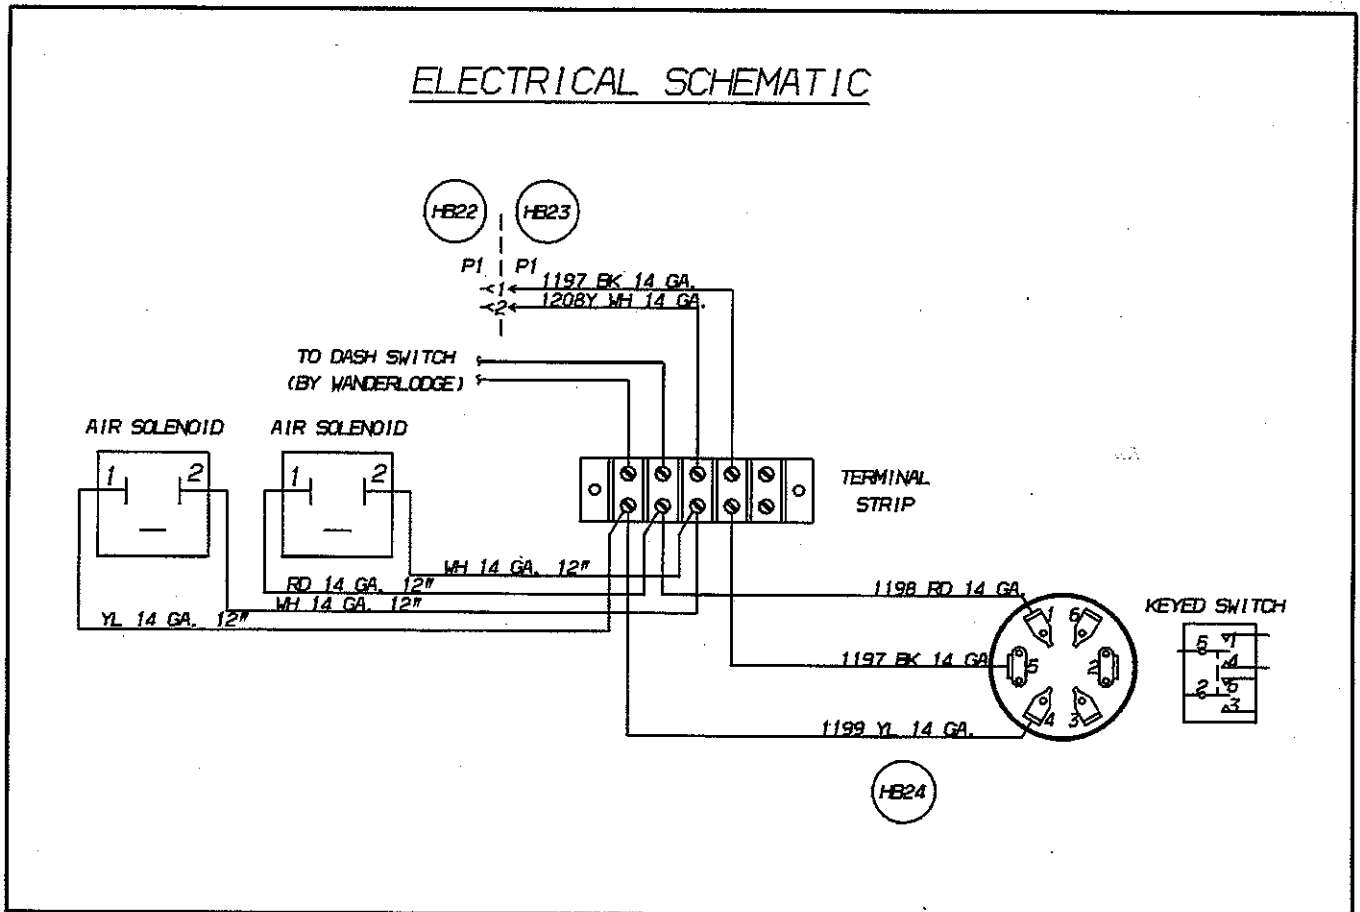 ELECTRICAL SCHEMATIC
HB22 HB23
P1 P1
1 1197 BK 14 GA.
2 1208Y WH 14 GA.
TO DASH SWITCH
(BY WANDERLODGE)
AIR SOLENOID AIR SOLENOID
1 2 1 2
TERMINAL
STRIP
WH 14 GA. 12"
RD 14 GA. 12"
WH 14 GA. 12"
YL 14 GA. 12"
1198 RD 14 GA.
KEYED SWITCH
1 6
1197 BK 14 GA
5 2
4 3
1199 YL 14 GA.
5 1
4
2 6
3
HB24